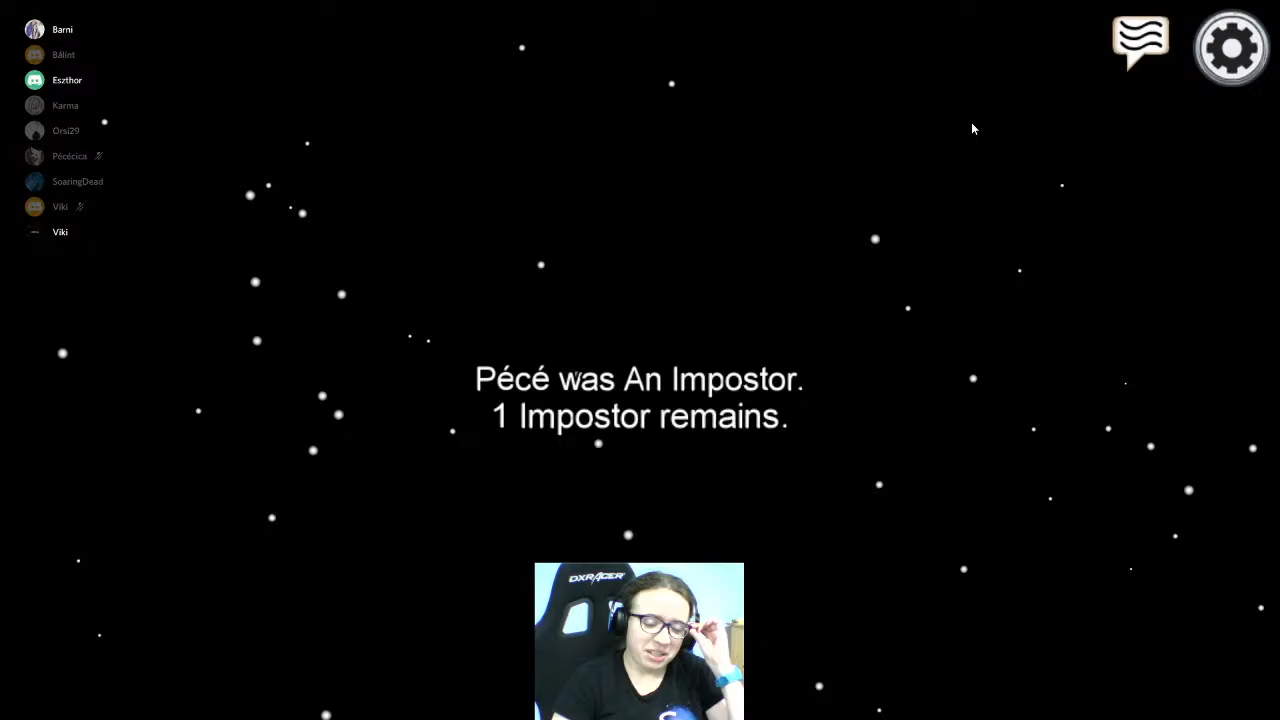 Barni
Bálint
Eszthor
Karma
Orsi29
Pécécica
SoaringDead
Viki
Viki
Pécé was An Impostor.
1 Impostor remains.
DXRACER